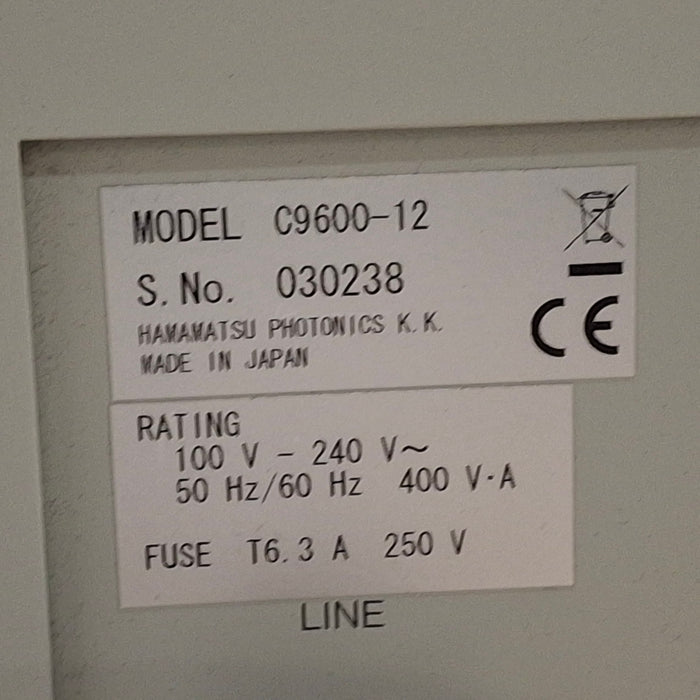 MODEL C9600-12
S. No. 030238
HAMAMATSU PHOTONICS K. K.
MADE IN JAPAN
CE
RATING
100 V - 240 V~
50 Hz/60 Hz 400 V·A
FUSE T6.3 A 250 V
LINE